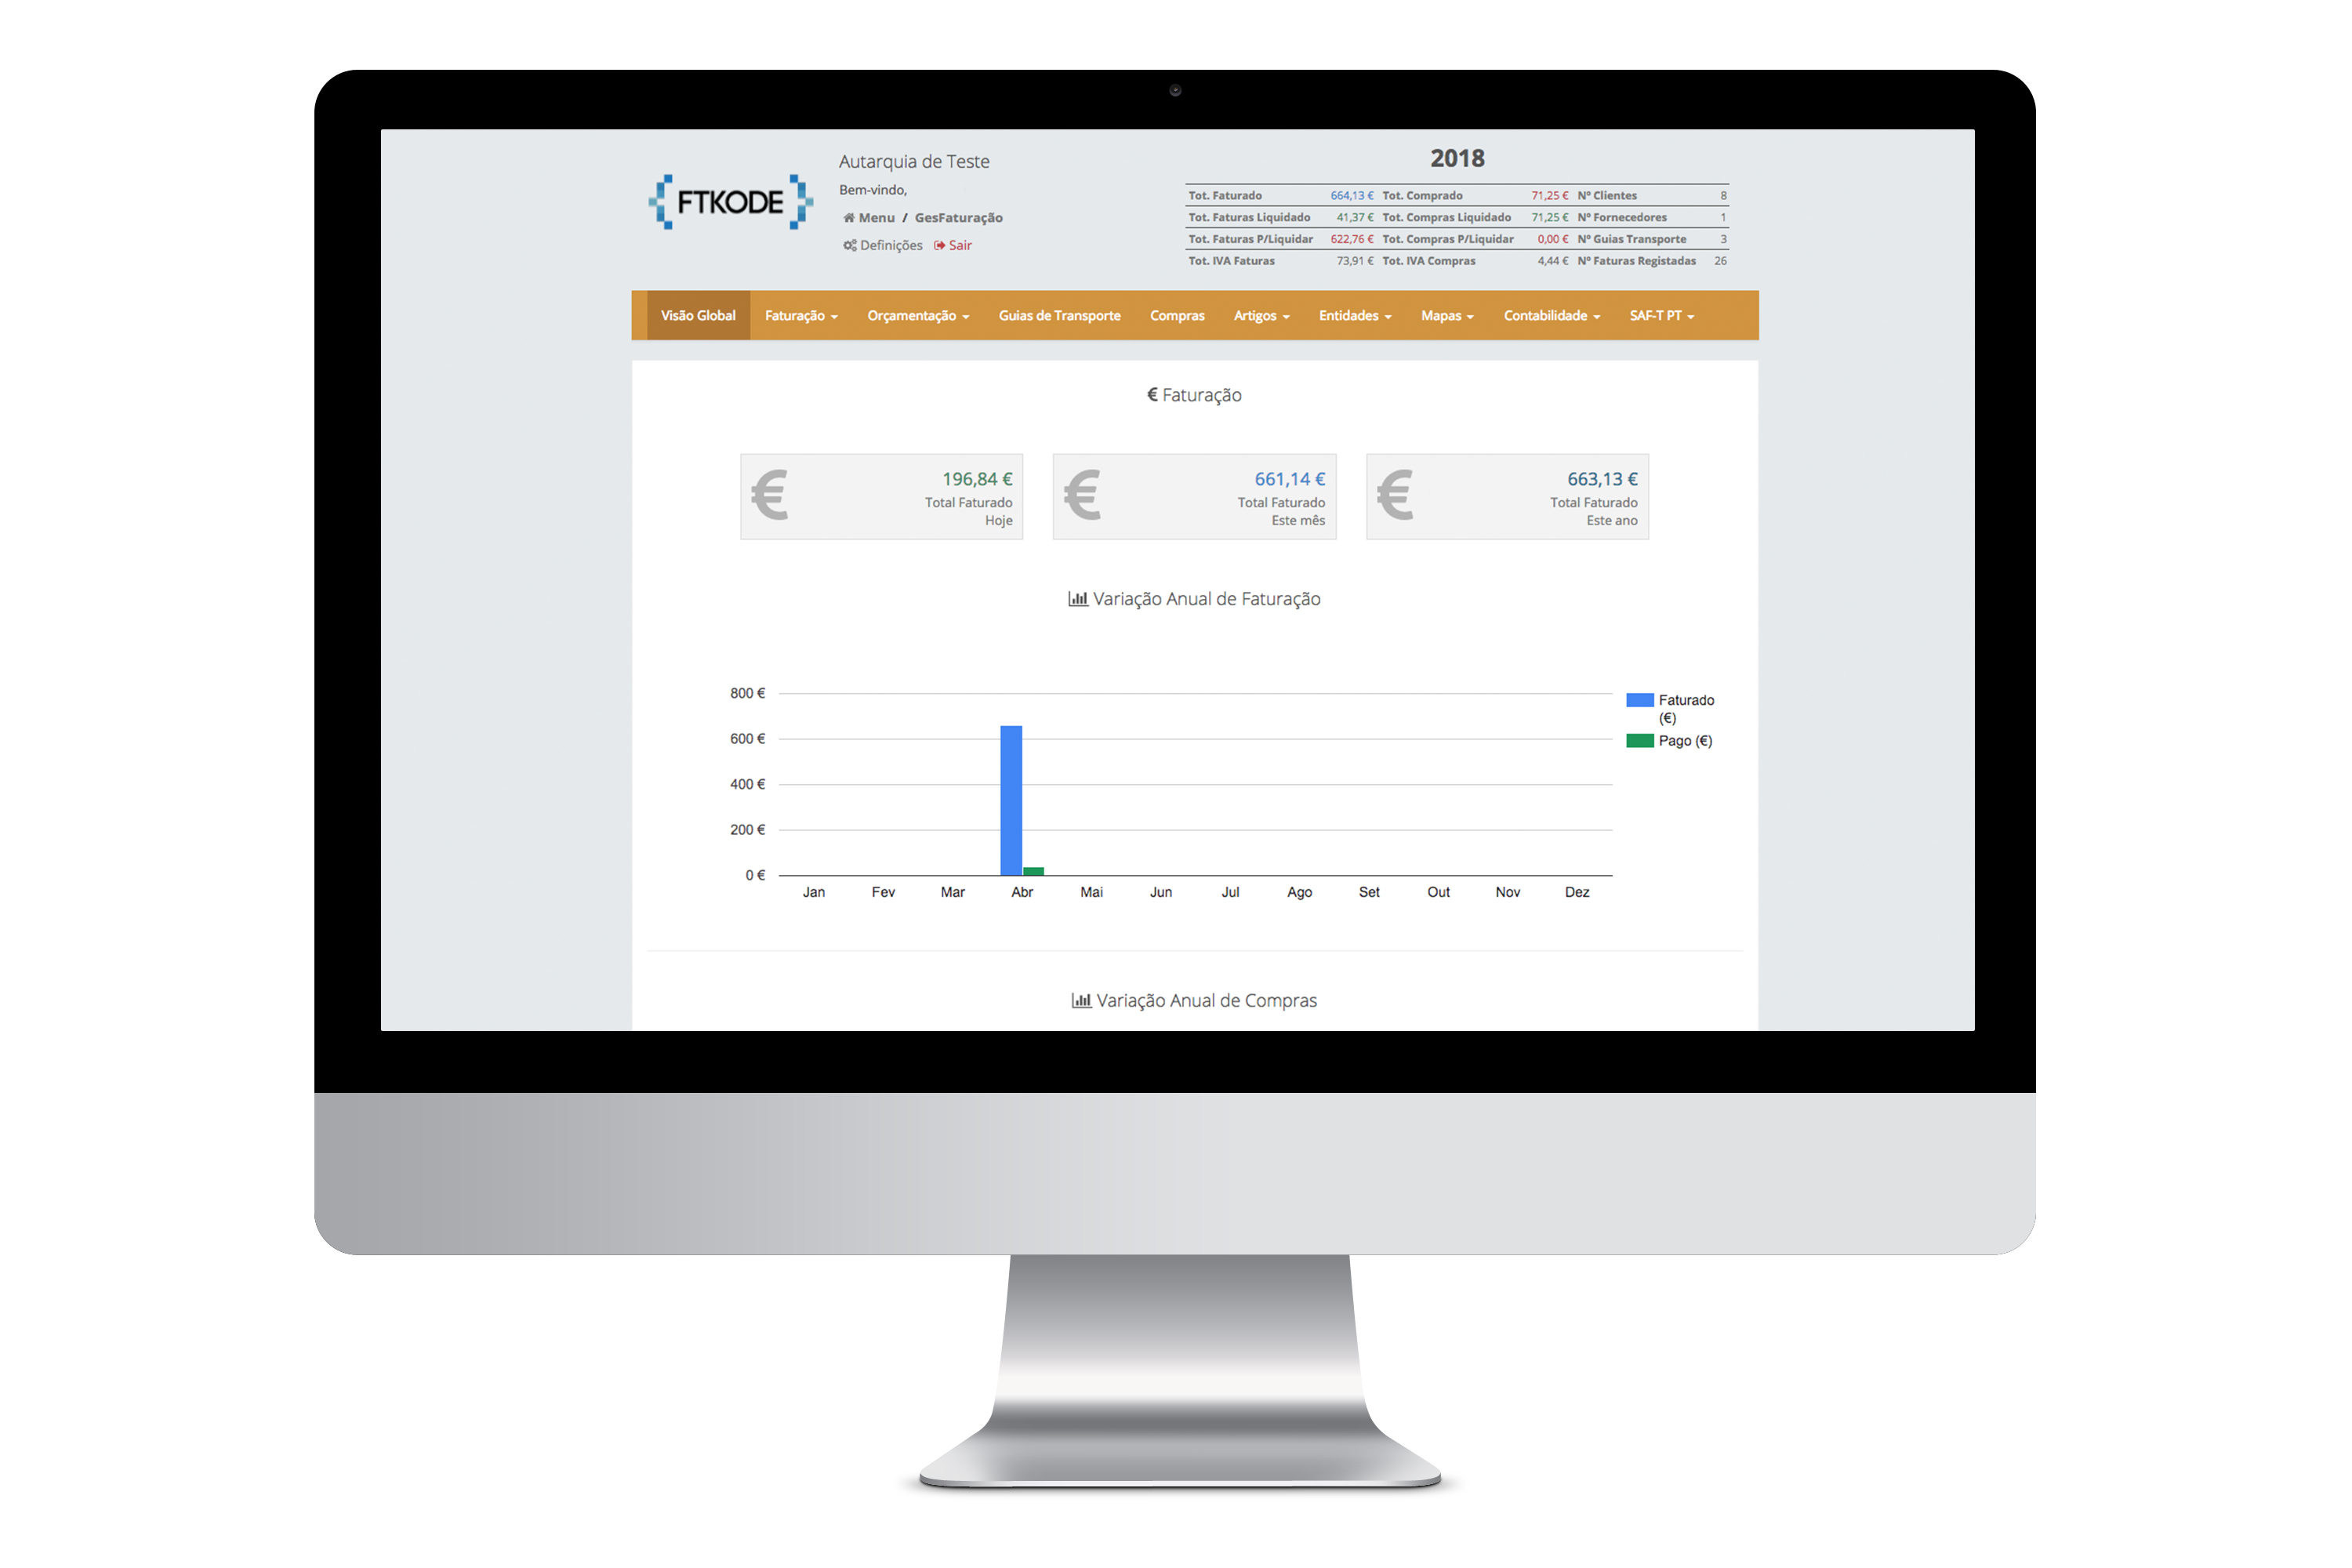 FTKODE
Autarquia de Teste
Bem-vindo,
Menu / GesFaturação
Definições Sair
2018
Tot. Faturado 664,13 € Tot. Comprado 71,25 € Nº Clientes 8
Tot. Faturas Liquidado 41,37 € Tot. Compras Liquidado 71,25 € Nº Fornecedores 1
Tot. Faturas P/Liquidar 622,76 € Tot. Compras P/Liquidar 0,00 € Nº Guias Transporte 3
Tot. IVA Faturas 73,91 € Tot. IVA Compras 4,44 € Nº Faturas Registadas 26
Visão Global Faturação Orçamentação Guias de Transporte Compras Artigos Entidades Mapas Contabilidade SAF-T PT
€ Faturação
€ 196,84 €
Total Faturado
Hoje
€ 661,14 €
Total Faturado
Este mês
€ 663,13 €
Total Faturado
Este ano
Variação Anual de Faturação
800 €
600 €
400 €
200 €
0 €
Jan Fev Mar Abr Mai Jun Jul Ago Set Out Nov Dez
Faturado
(€)
Pago (€)
Variação Anual de Compras